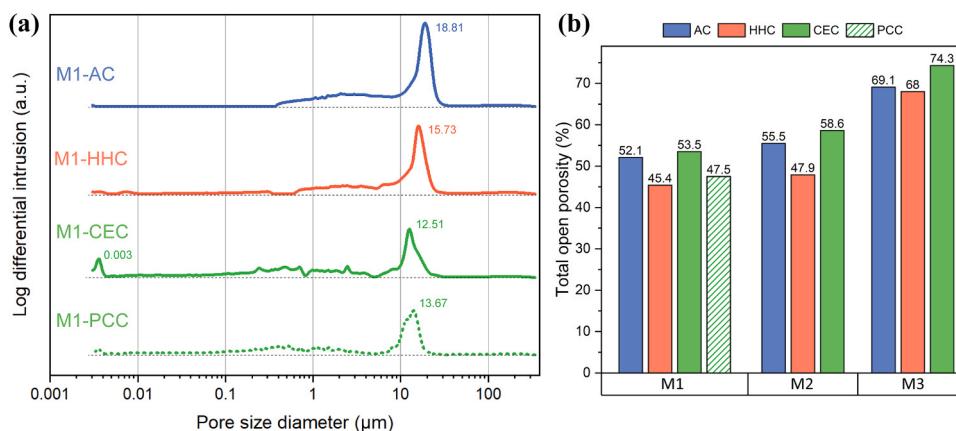 (a)
Log differential intrusion (a.u.)
M1-AC
18.81
M1-HHC
15.73
M1-CEC
0.003
12.51
M1-PCC
13.67
0.001 0.01 0.1 1 10 100
Pore size diameter (µm)
(b)
AC HHC CEC PCC
Total open porosity (%)
70
60
50
40
30
20
10
0
52.1 45.4 53.5 47.5
55.5 47.9 58.6
69.1 68 74.3
M1 M2 M3